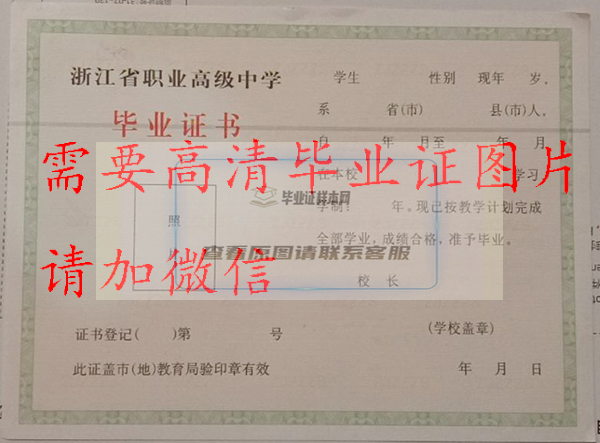 浙江省职业高级中学
毕业证书
学生 性别 现年 岁,
系 省(市) 县(市)人。
自 年 月至 年 月
在本校 学习
学制: 年。现已按教学计划完成
全部学业,成绩合格,准予毕业。
校 长
照
需要高清毕业证图片
毕业证样本网
查看原图请联系客服
请加微信
证书登记( )第 号
(学校盖章)
此证盖市(地)教育局验印章有效
年 月 日